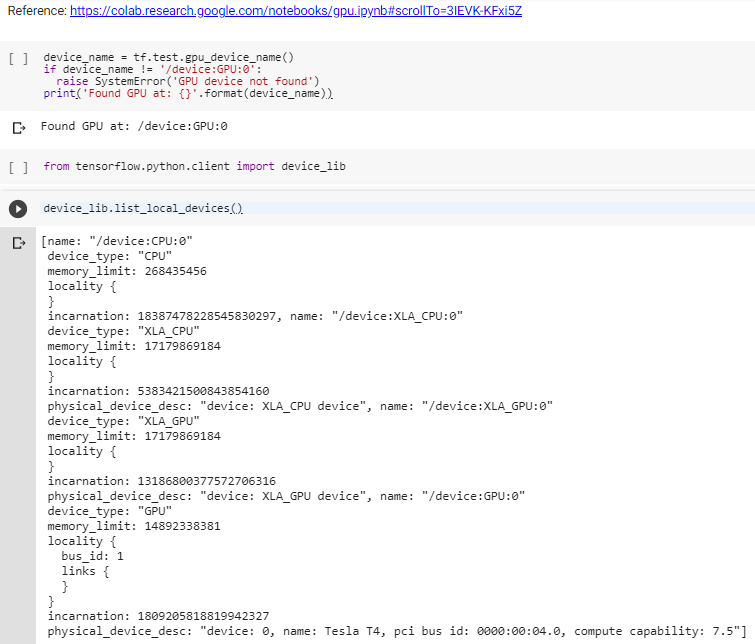 Reference: https://colab.research.google.com/notebooks/gpu.ipynb#scrollTo=3IEVK-KFxi5Z
[ ] device_name = tf.test.gpu_device_name()
if device_name != '/device:GPU:0':
  raise SystemError('GPU device not found')
print('Found GPU at: {}'.format(device_name))
Found GPU at: /device:GPU:0
[ ] from tensorflow.python.client import device_lib
device_lib.list_local_devices()
[name: "/device:CPU:0"
 device_type: "CPU"
 memory_limit: 268435456
 locality {
 }
 incarnation: 18387478228545830297, name: "/device:XLA_CPU:0"
 device_type: "XLA_CPU"
 memory_limit: 17179869184
 locality {
 }
 incarnation: 5383421500843854160
 physical_device_desc: "device: XLA_CPU device", name: "/device:XLA_GPU:0"
 device_type: "XLA_GPU"
 memory_limit: 17179869184
 locality {
 }
 incarnation: 13186800377572706316
 physical_device_desc: "device: XLA_GPU device", name: "/device:GPU:0"
 device_type: "GPU"
 memory_limit: 14892338381
 locality {
   bus_id: 1
   links {
   }
 }
 incarnation: 1809205818819942327
 physical_device_desc: "device: 0, name: Tesla T4, pci bus id: 0000:00:04.0, compute capability: 7.5"]